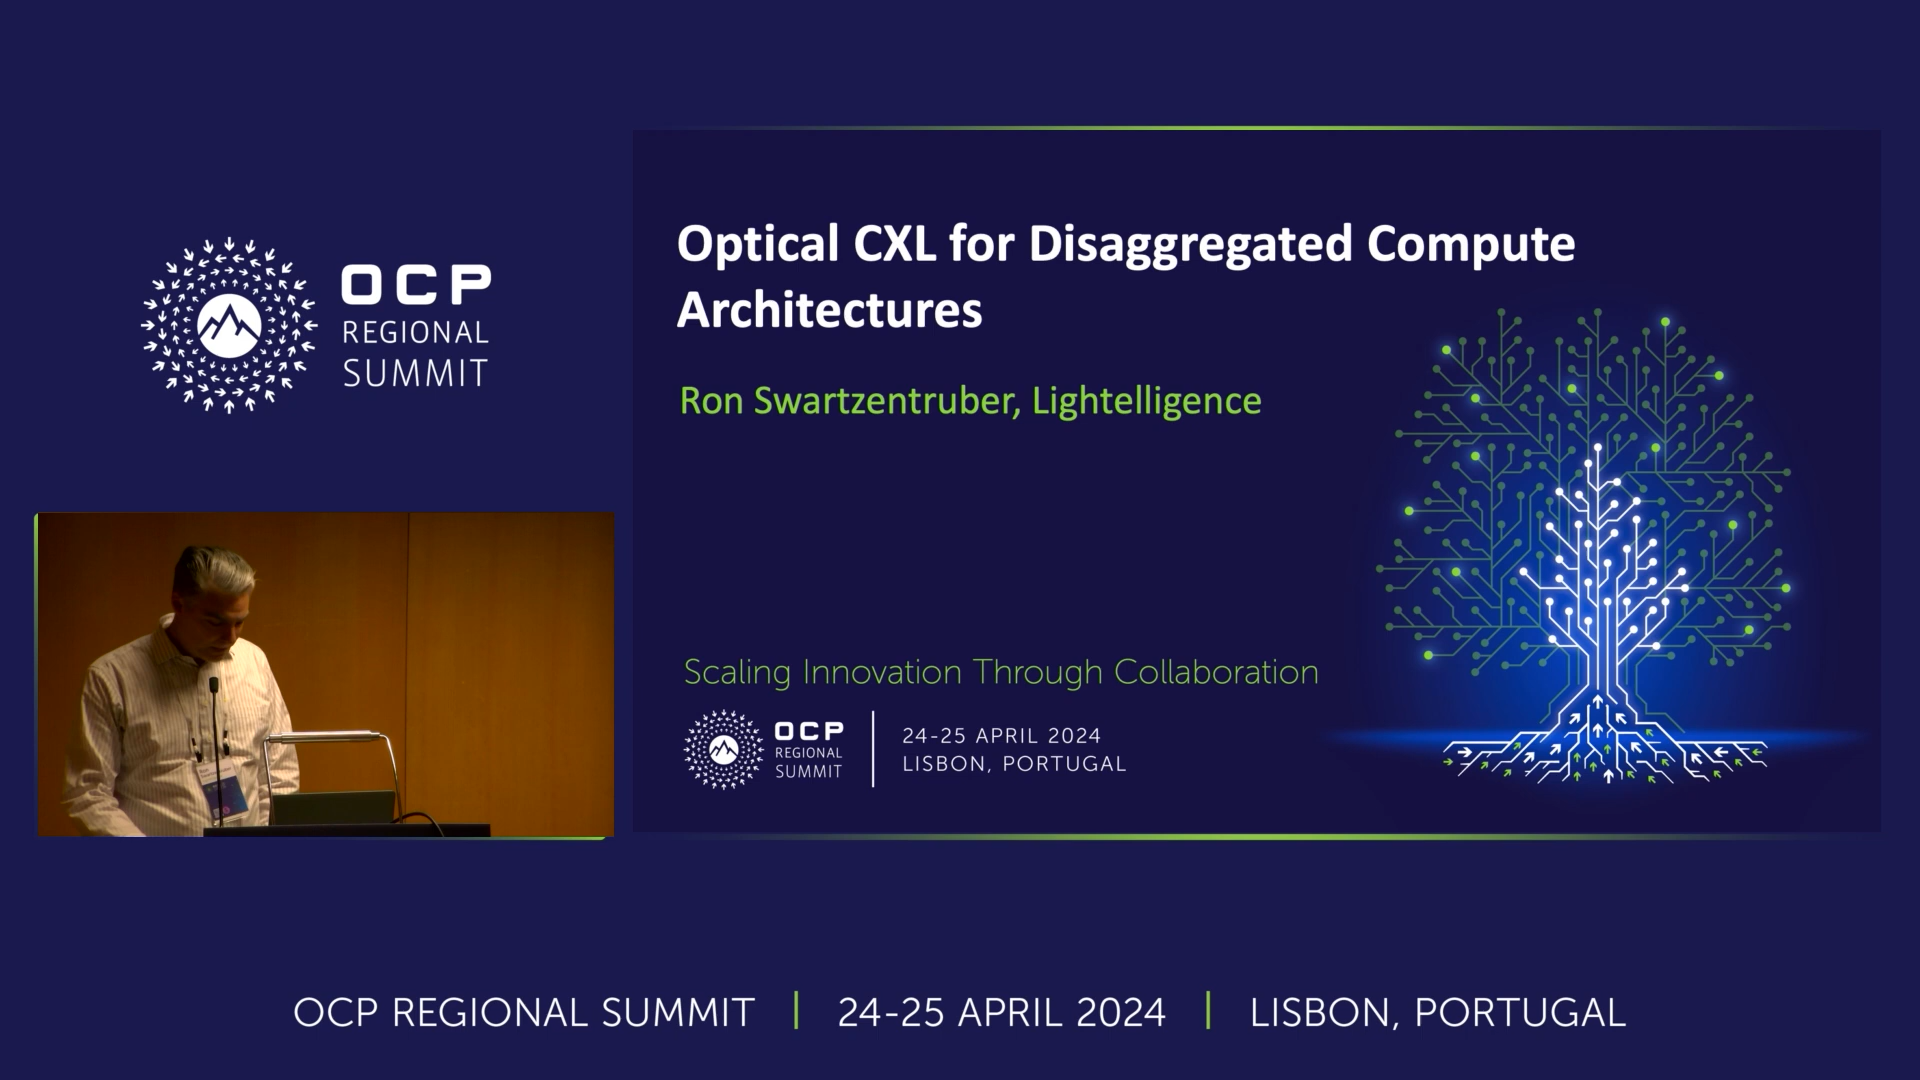 OCP
REGIONAL
SUMMIT
Optical CXL for Disaggregated Compute
Architectures
Ron Swartzentruber, Lightelligence
Scaling Innovation Through Collaboration
OCP
REGIONAL
SUMMIT
24-25 APRIL 2024
LISBON, PORTUGAL
OCP REGIONAL SUMMIT | 24-25 APRIL 2024 | LISBON, PORTUGAL